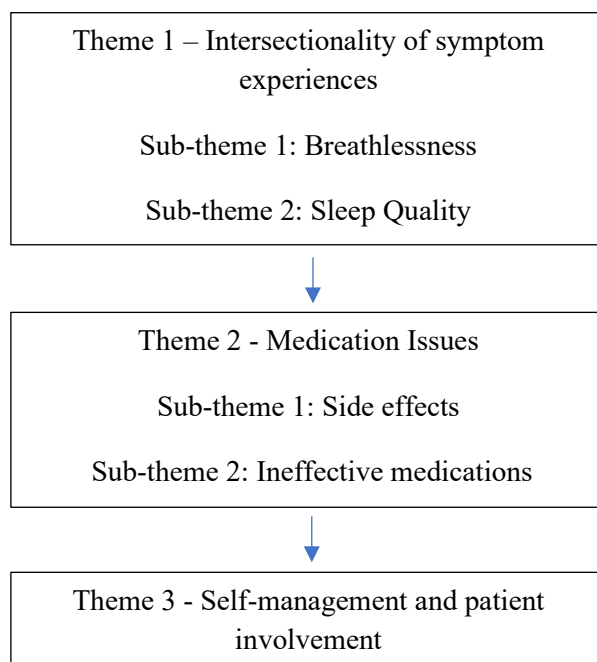 Theme 1 – Intersectionality of symptom
experiences
Sub-theme 1: Breathlessness
Sub-theme 2: Sleep Quality
Theme 2 - Medication Issues
Sub-theme 1: Side effects
Sub-theme 2: Ineffective medications
Theme 3 - Self-management and patient
involvement